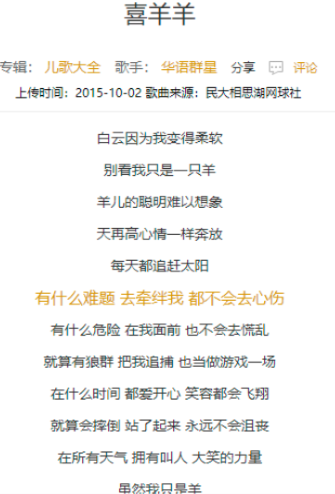 喜羊羊
专辑: 儿歌大全 歌手: 华语群星 分享 评论
上传时间: 2015-10-02 歌曲来源: 民大相思湖网球社
白云因为我变得柔软
别看我只是一只羊
羊儿的聪明难以想象
天再高心情一样奔放
每天都追赶太阳
有什么难题 去牵绊我 都不会去心伤
有什么危险 在我面前 也不会去慌乱
就算有狼群 把我追捕 也当做游戏一场
在什么时间 都爱开心 笑容都会飞翔
就算会摔倒 站了起来 永远不会沮丧
在所有天气 拥有叫人 大笑的力量
虽然我只是羊